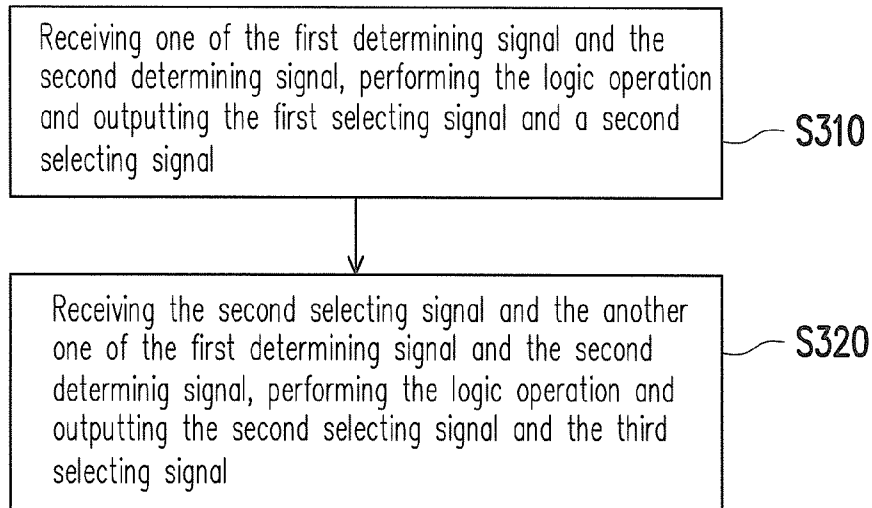 Receiving one of the first determining signal and the
second determining signal, performing the logic operation
and outputting the first selecting signal and a second
selecting signal
S310
Receiving the second selecting signal and the another
one of the first determining signal and the second
determinig signal, performing the logic operation and
outputting the second selecting signal and the third
selecting signal
S320